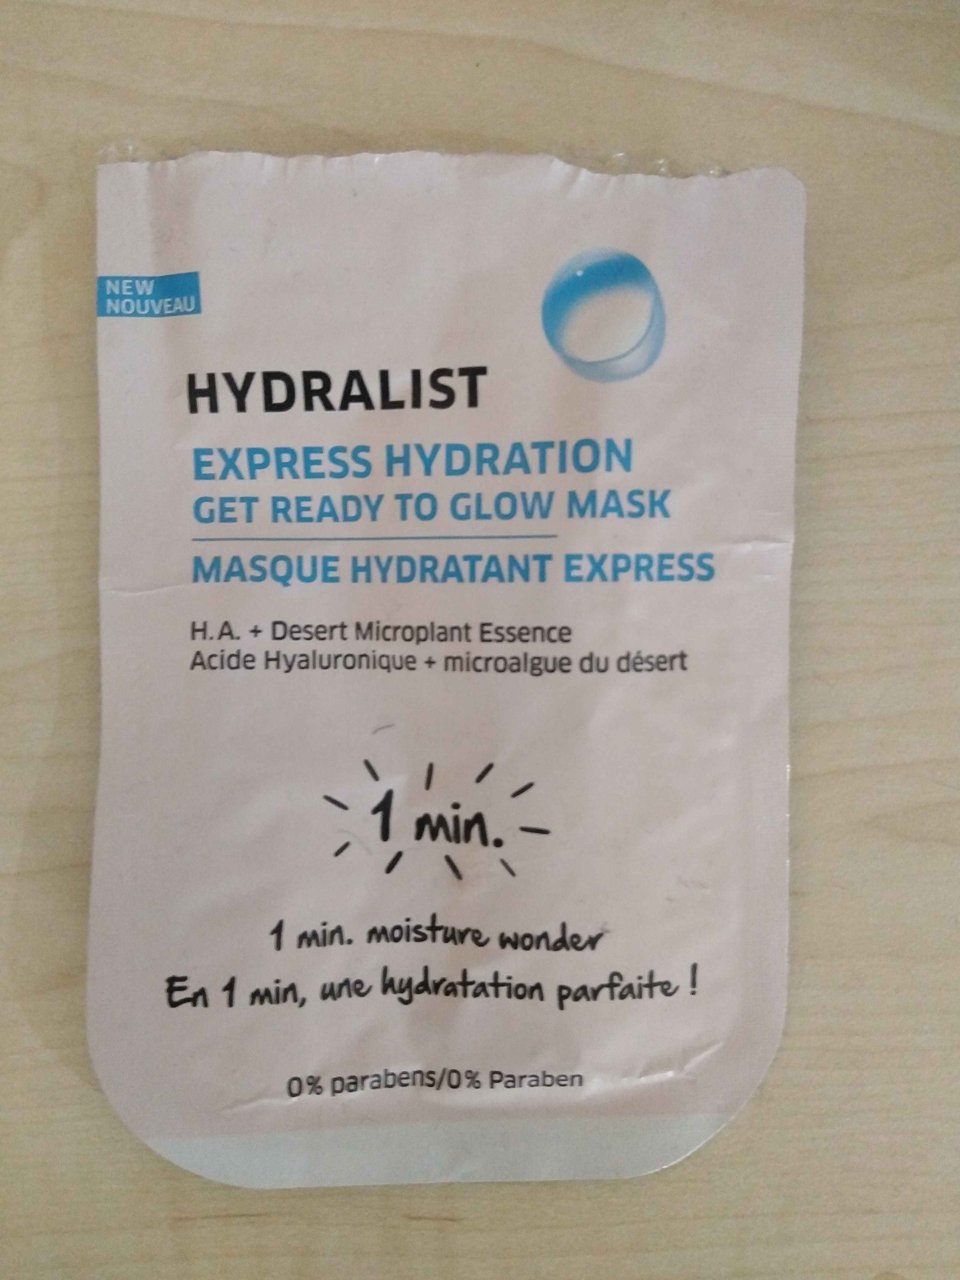 NEW
NOUVEAU
HYDRALIST
EXPRESS HYDRATION
GET READY TO GLOW MASK
MASQUE HYDRATANT EXPRESS
H.A. + Desert Microplant Essence
Acide Hyaluronique + microalgue du désert
1 min.
1 min. moisture wonder
En 1 min, une hydratation parfaite !
0% parabens/0% Paraben